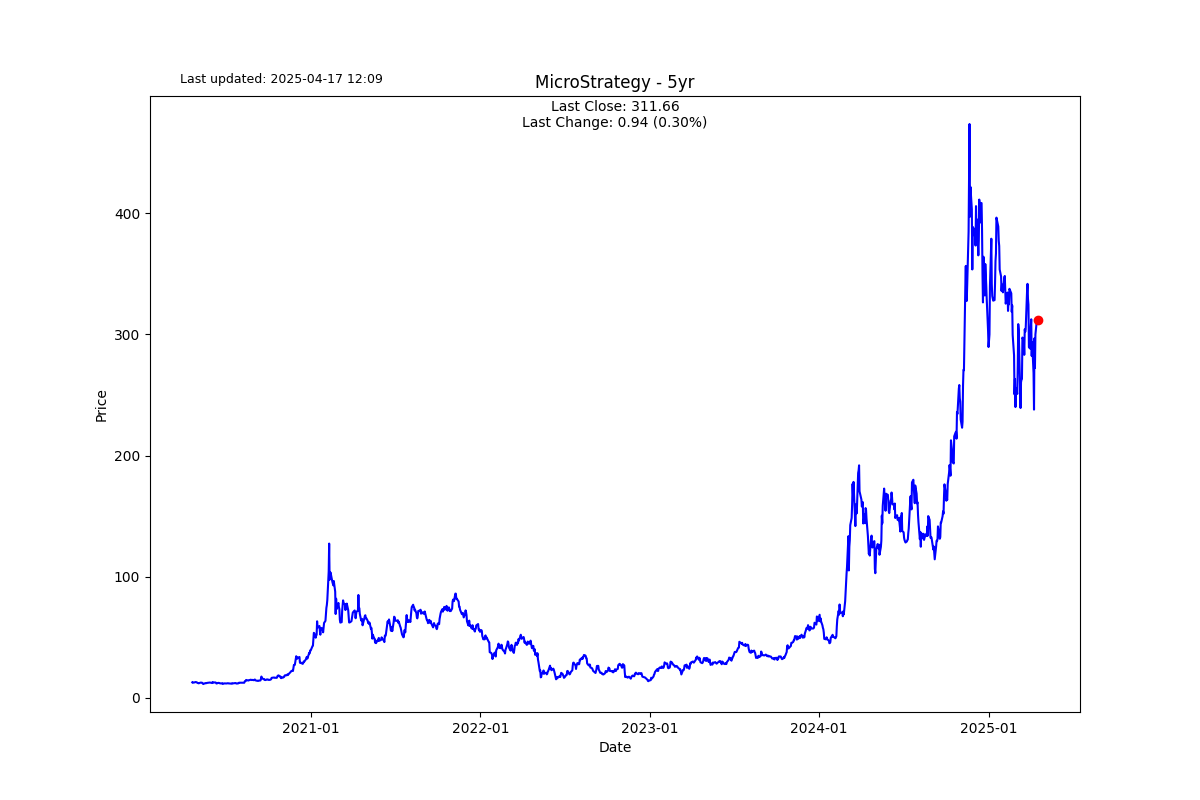 Last updated: 2025-04-17 12:09
MicroStrategy - 5yr
Last Close: 311.66
Last Change: 0.94 (0.30%)
400
300
200
100
0
Price
2021-01
2022-01
2023-01
2024-01
2025-01
Date